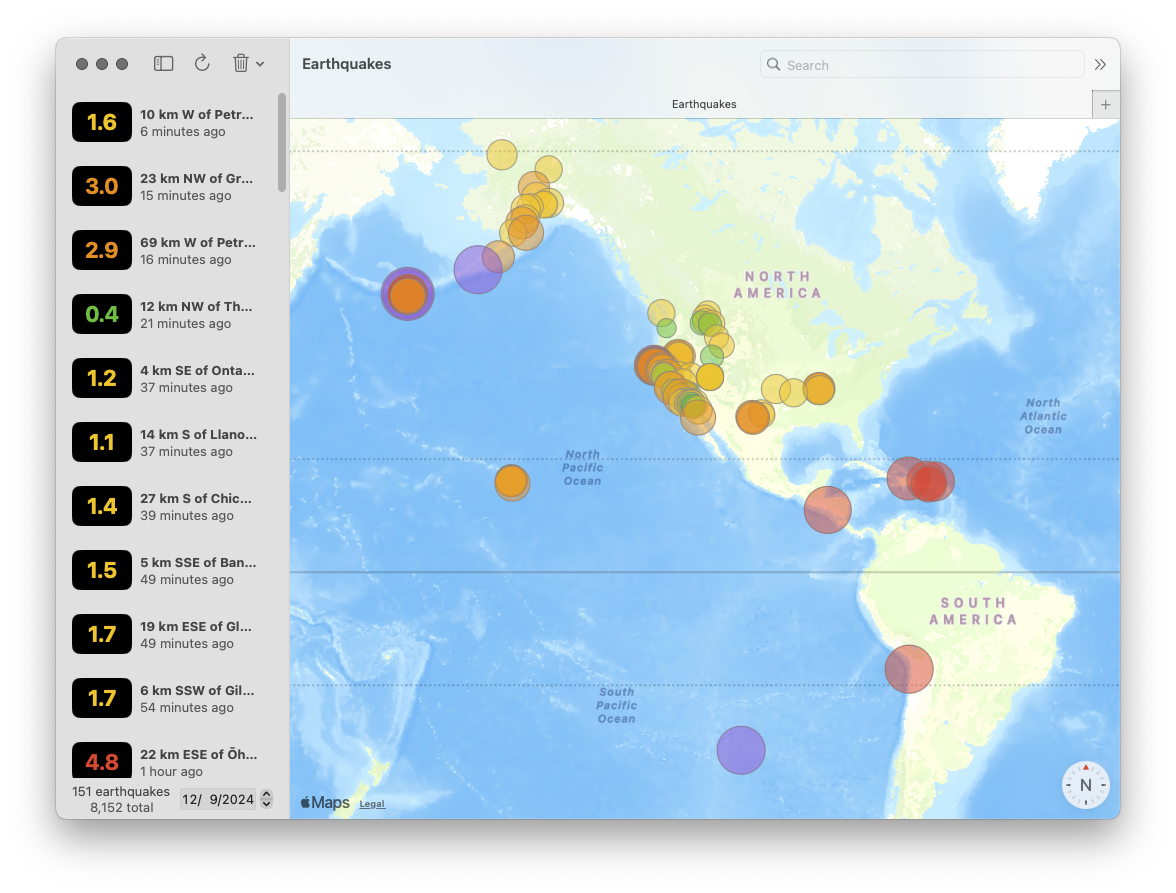 Earthquakes
Search
Earthquakes
1.6
10 km W of Petr...
6 minutes ago
3.0
23 km NW of Gr...
15 minutes ago
2.9
69 km W of Petr...
16 minutes ago
0.4
12 km NW of Th...
21 minutes ago
1.2
4 km SE of Onta...
37 minutes ago
1.1
14 km S of Llano...
37 minutes ago
1.4
27 km S of Chic...
39 minutes ago
1.5
5 km SSE of Ban...
49 minutes ago
1.7
19 km ESE of Gl...
49 minutes ago
1.7
6 km SSW of Gil...
54 minutes ago
4.8
22 km ESE of Ōh...
1 hour ago
151 earthquakes
8,152 total
12/ 9/2024
NORTH
AMERICA
North
Atlantic
Ocean
North
Pacific
Ocean
SOUTH
AMERICA
South
Pacific
Ocean
Maps
Legal
N